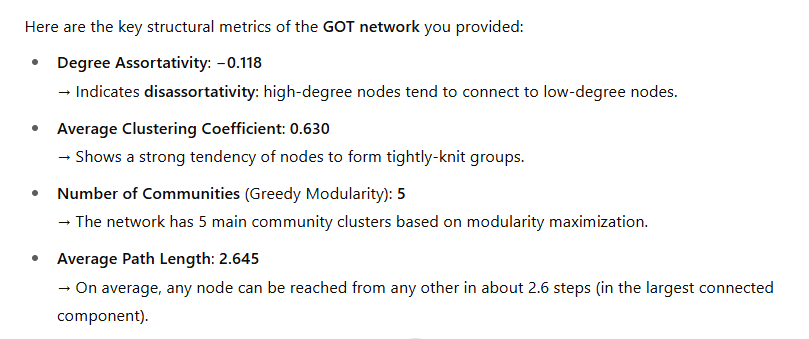 Here are the key structural metrics of the GOT network you provided:
• Degree Assortativity: −0.118
→ Indicates disassortativity: high-degree nodes tend to connect to low-degree nodes.
• Average Clustering Coefficient: 0.630
→ Shows a strong tendency of nodes to form tightly-knit groups.
• Number of Communities (Greedy Modularity): 5
→ The network has 5 main community clusters based on modularity maximization.
• Average Path Length: 2.645
→ On average, any node can be reached from any other in about 2.6 steps (in the largest connected
component).